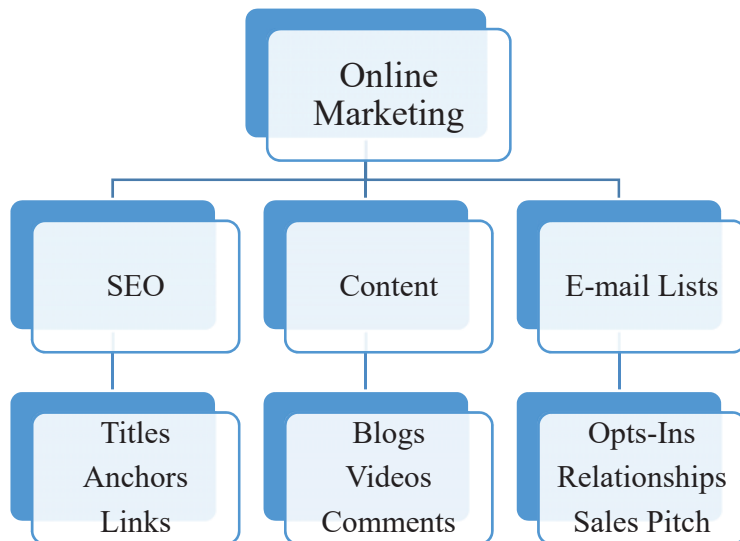 Online
Marketing
SEO
Content
E-mail Lists
Titles
Anchors
Links
Blogs
Videos
Comments
Opts-Ins
Relationships
Sales Pitch